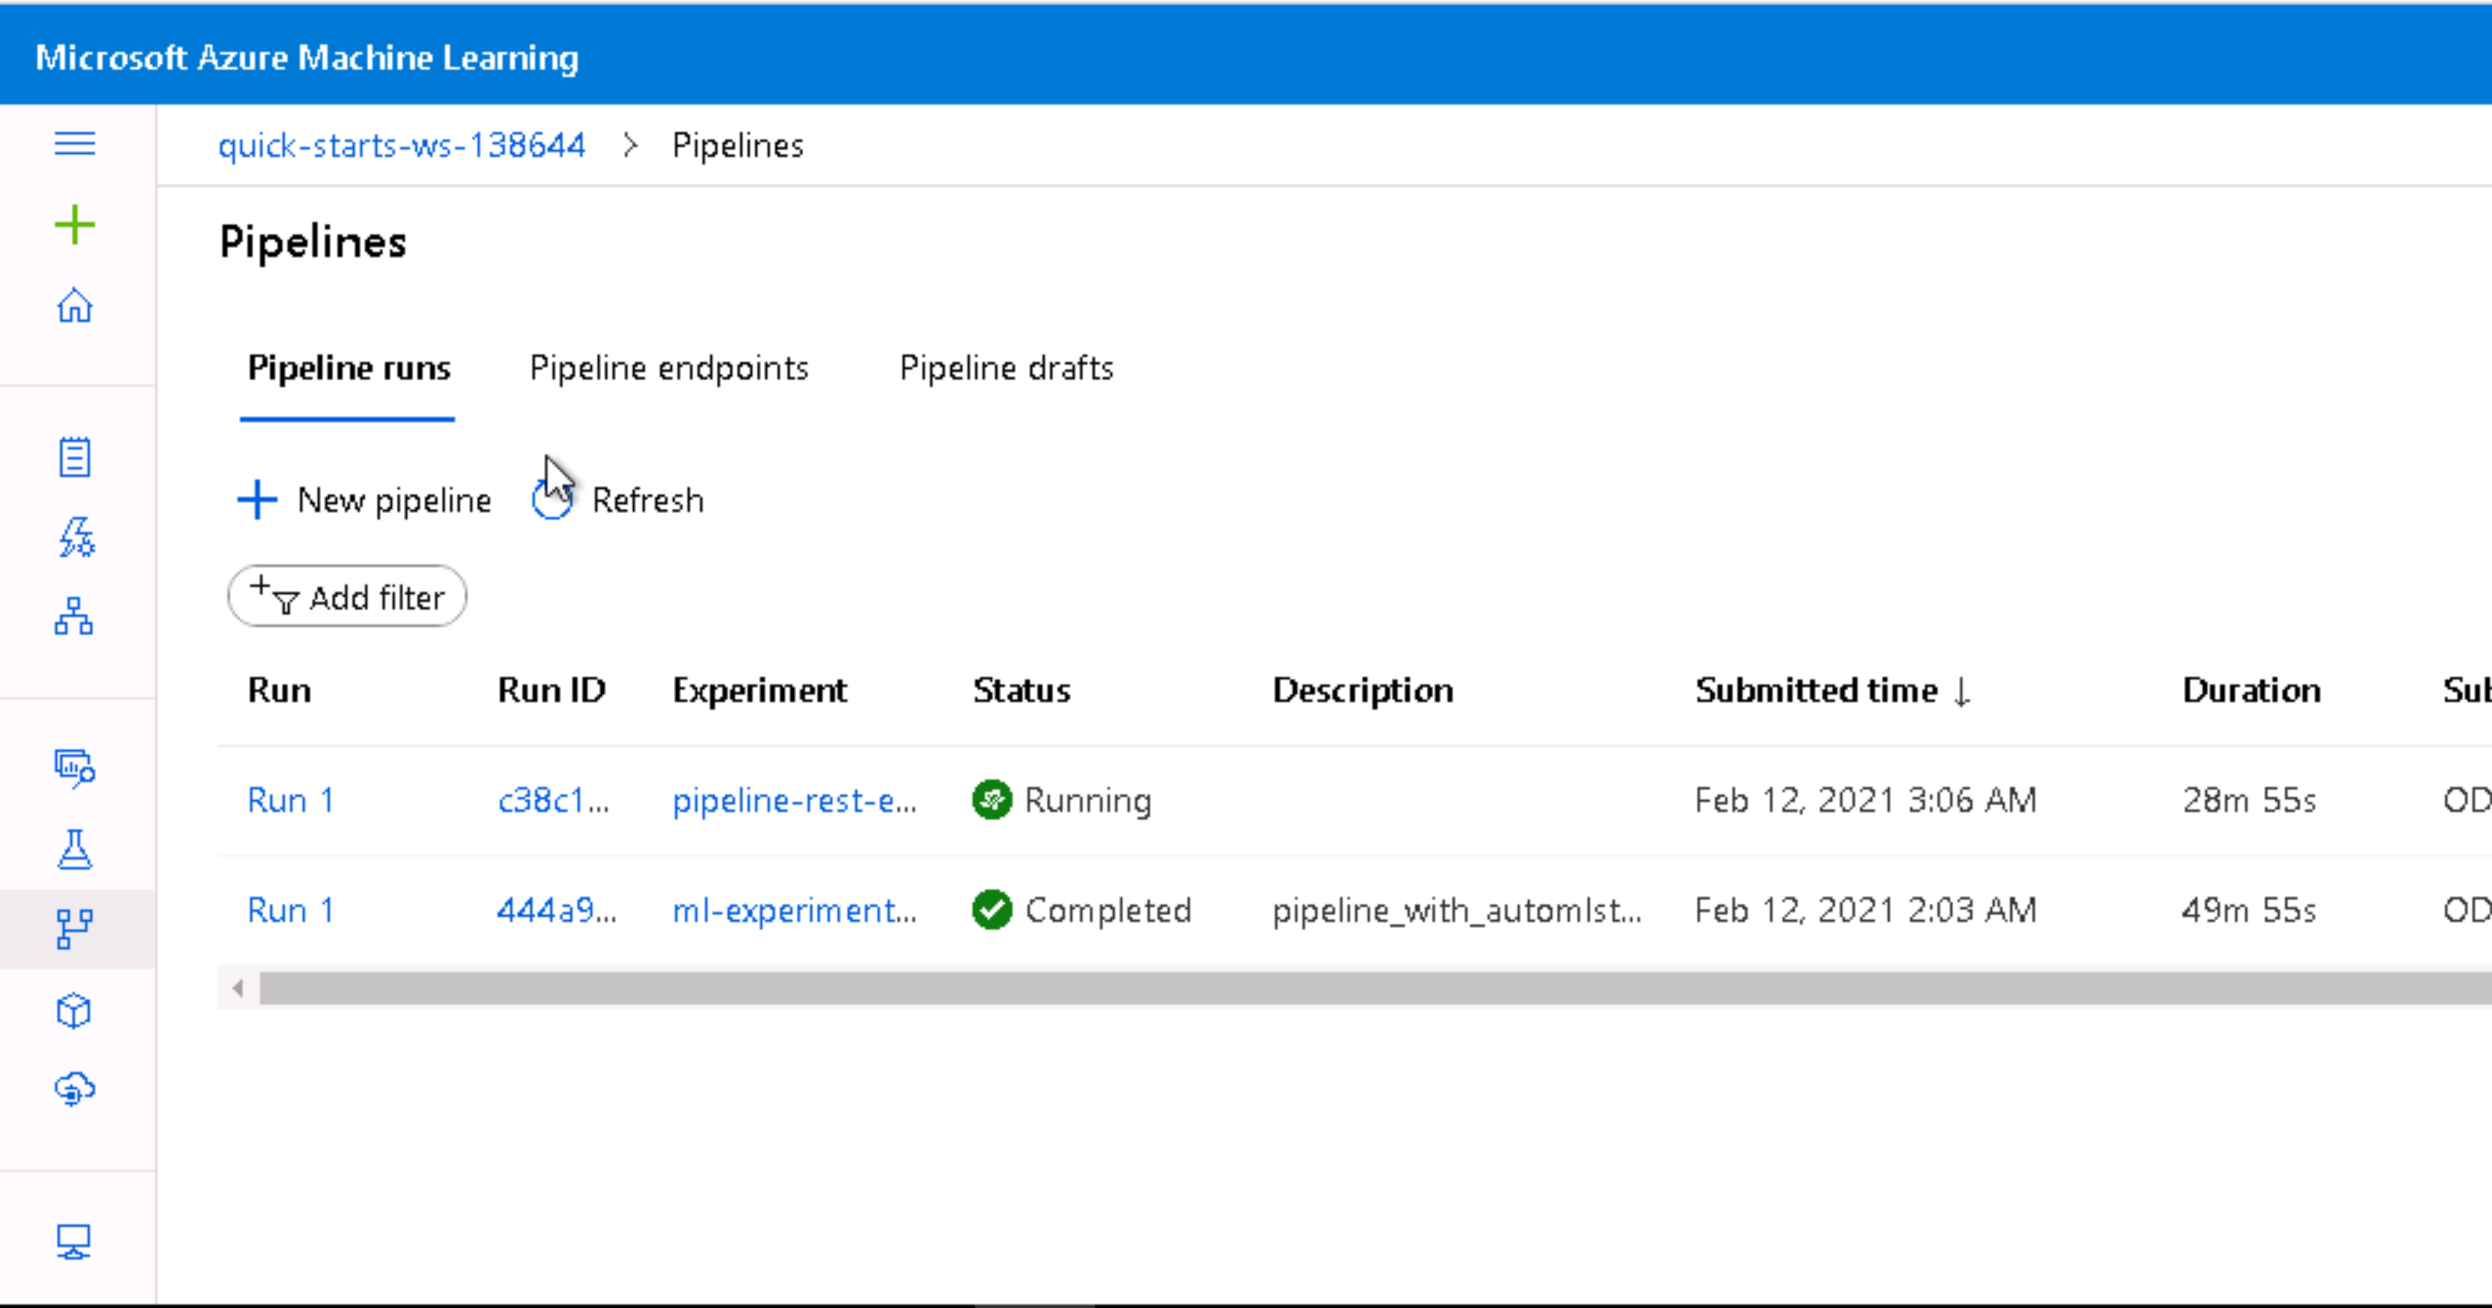 Microsoft Azure Machine Learning
quick-starts-ws-138644 > Pipelines
Pipelines
Pipeline runs Pipeline endpoints Pipeline drafts
New pipeline Refresh
Add filter
Run Run ID Experiment Status Description Submitted time ↓ Duration Sub
Run 1 c38c1... pipeline-rest-e... Running Feb 12, 2021 3:06 AM 28m 55s OD
Run 1 444a9... ml-experiment... Completed pipeline_with_automlst... Feb 12, 2021 2:03 AM 49m 55s OD